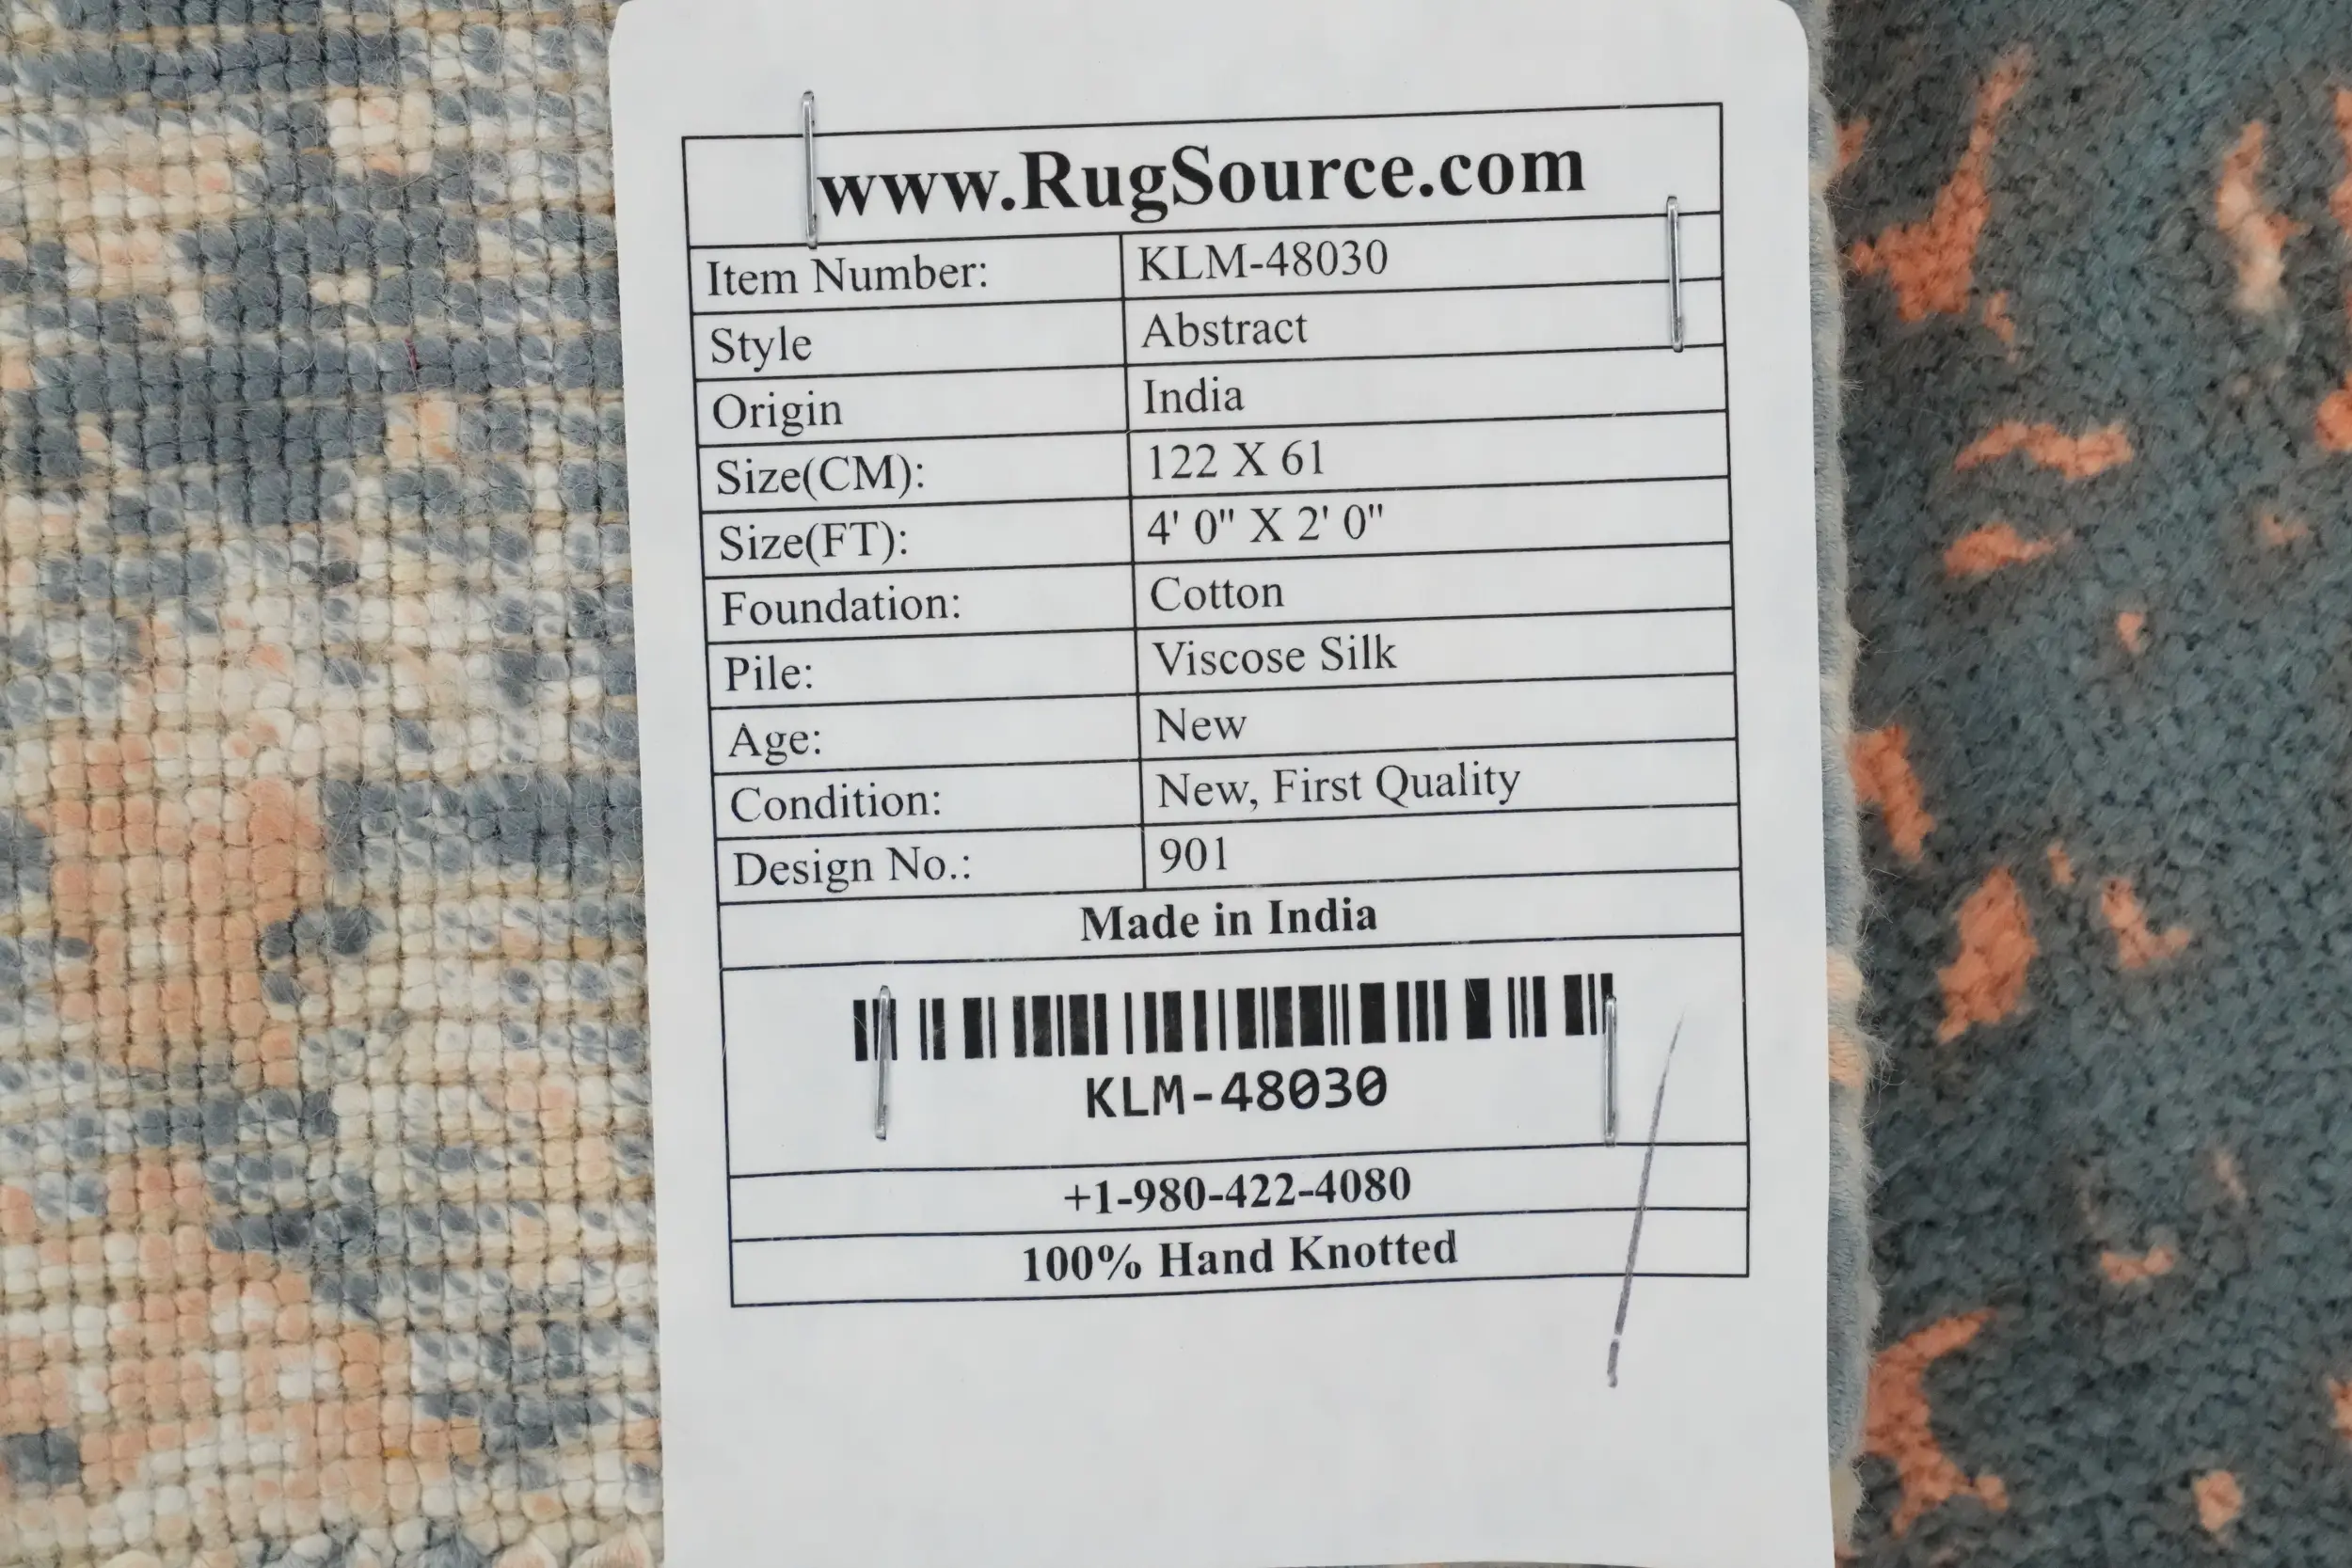 www.RugSource.com
Item Number: KLM-48030
Style Abstract
Origin India
Size(CM): 122 X 61
Size(FT): 4' 0" X 2' 0"
Foundation: Cotton
Pile: Viscose Silk
Age: New
Condition: New, First Quality
Design No.: 901
Made in India
KLM-48030
+1-980-422-4080
100% Hand Knotted